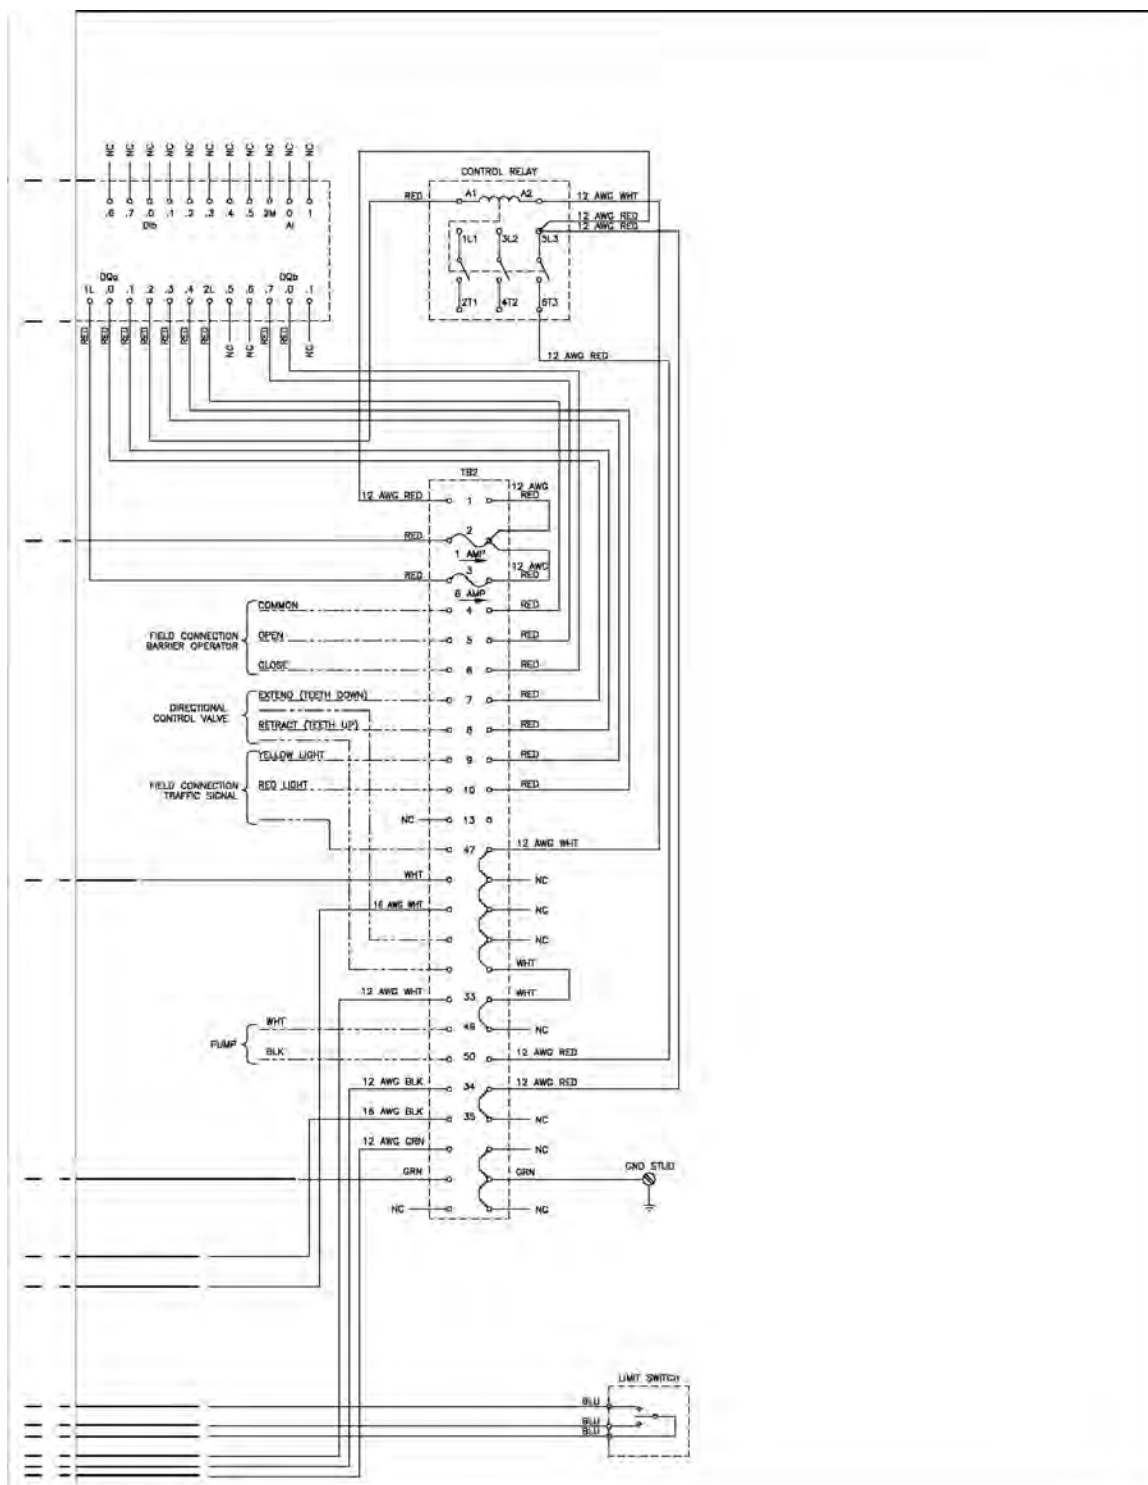 NC NC NC NC NC NC NC NC NC NC NC
.6 .7 .0 .1 .2 .3 .4 .5 2M .0 1
DIb AI
DQa DQb
1L .0 .1 .2 .3 .4 2L .5 .6 .7 .0 .1
RED RED RED RED RED RED RED NC NC RED RED NC
CONTROL RELAY
RED A1 A2 12 AWG WHT
12 AWG RED
12 AWG RED
1L1 3L2 5L3
2T1 4T2 6T3
12 AWG RED
TB2
12 AWG RED 1 12 AWG RED
RED 2
1 AMP
RED 3 12 AWG RED
6 AMP
COMMON 4 RED
FIELD CONNECTION
BARRIER OPERATOR
OPEN 5 RED
CLOSE 6 RED
EXTEND (TEETH DOWN) 7 RED
DIRECTIONAL
CONTROL VALVE
RETRACT (TEETH UP) 8 RED
YELLOW LIGHT 9 RED
FIELD CONNECTION
TRAFFIC SIGNAL
RED LIGHT 10 RED
NC 13
47 12 AWG WHT
WHT NC
16 AWG WHT NC
NC
WHT
12 AWG WHT 33 WHT
WHT 49 NC
PUMP
BLK 50 12 AWG RED
12 AWG BLK 34 12 AWG RED
16 AWG BLK 35 NC
12 AWG GRN NC
GRN GRN GND STUD
NC NC
LIMIT SWITCH
BLU
BLU
BLU